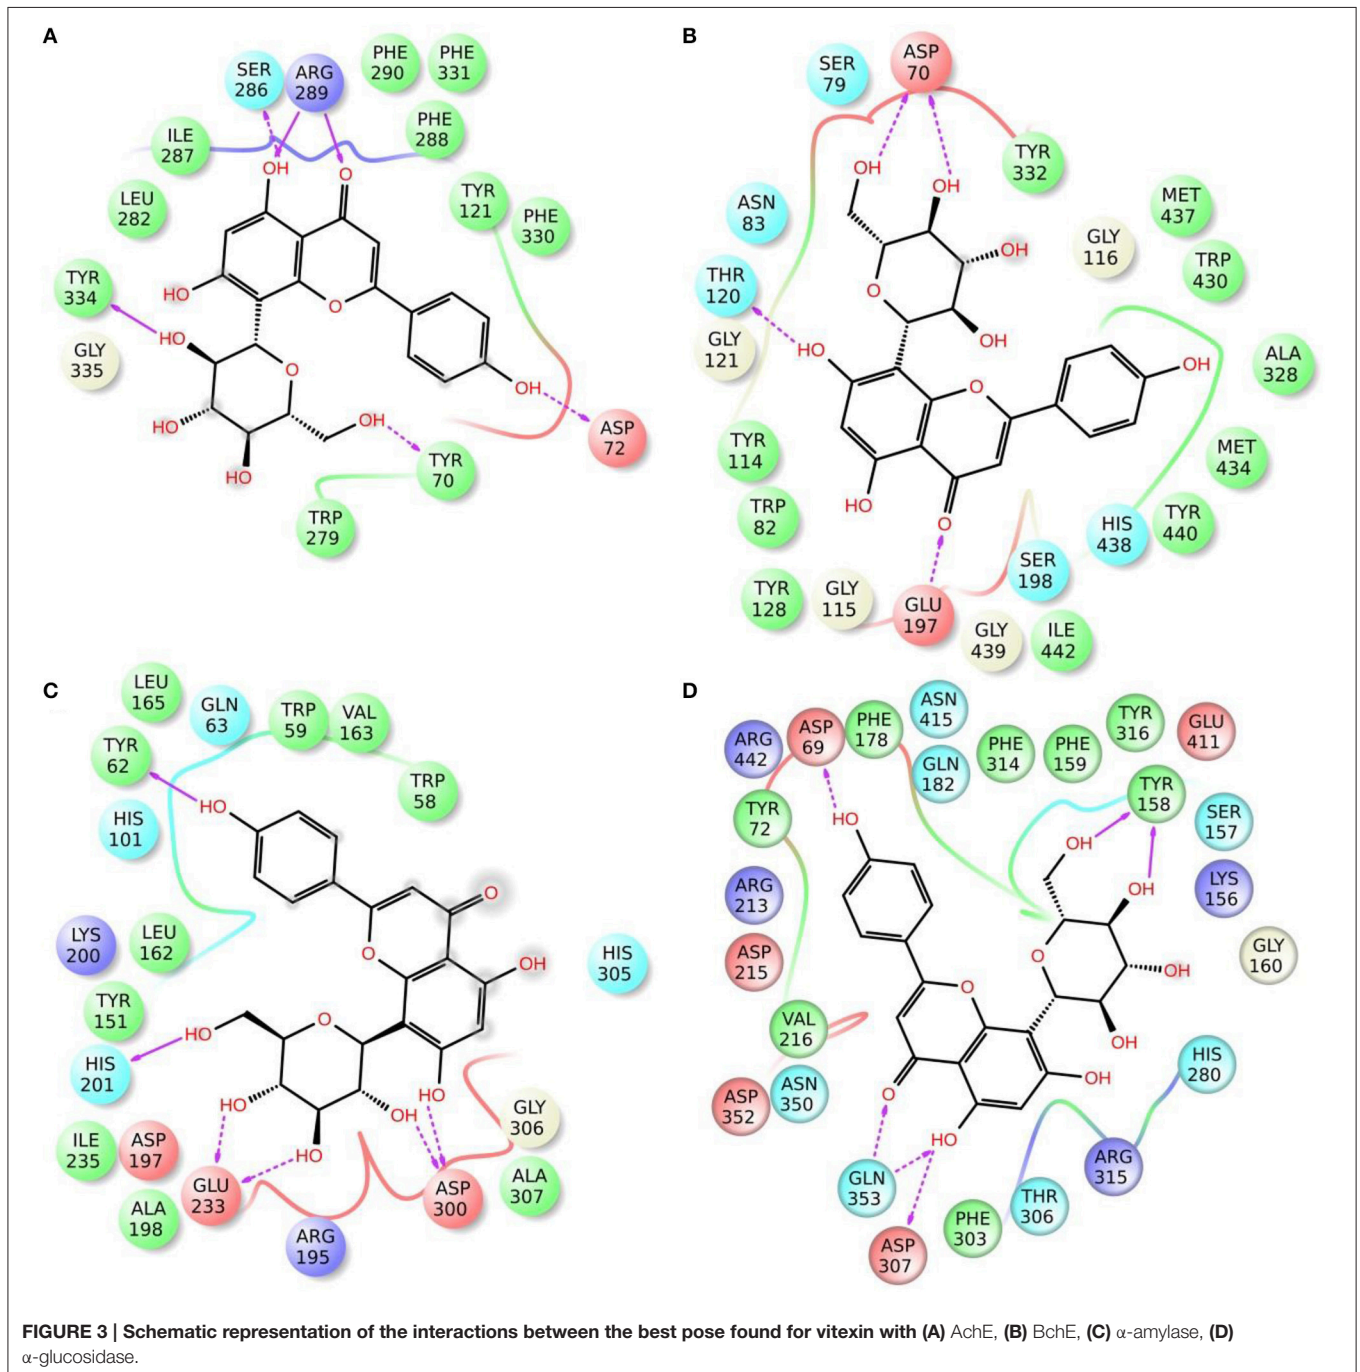 A
SER
286
ARG
289
PHE
290
PHE
331
PHE
288
ILE
287
LEU
282
TYR
121
PHE
330
TYR
334
GLY
335
OH
O
HO
O
HO
O
HO
HO
OH
OH
ASP
72
TYR
70
TRP
279
B
SER
79
ASP
70
TYR
332
ASN
83
MET
437
GLY
116
TRP
430
THR
120
GLY
121
ALA
328
OH
OH
OH
O
OH
HO
O
OH
HO
O
TYR
114
TRP
82
MET
434
TYR
440
HIS
438
SER
198
TYR
128
GLY
115
GLU
197
GLY
439
ILE
442
C
LEU
165
GLN
63
TRP
59
VAL
163
TYR
62
TRP
58
HIS
101
HO
O
O
OH
LYS
200
LEU
162
HIS
305
TYR
151
HIS
201
HO
O
HO
OH
HO
HO
GLY
306
ILE
235
ASP
197
GLU
233
ASP
300
ALA
307
ALA
198
ARG
195
D
ARG
442
ASP
69
PHE
178
ASN
415
GLN
182
PHE
314
PHE
159
TYR
316
GLU
411
TYR
72
TYR
158
SER
157
HO
OH
OH
ARG
213
LYS
156
ASP
215
GLY
160
O
O
OH
OH
VAL
216
HIS
280
ASP
352
ASN
350
O
OH
HO
GLN
353
ARG
315
THR
306
PHE
303
ASP
307
FIGURE 3 | Schematic representation of the interactions between the best pose found for vitexin with (A) AchE, (B) BchE, (C) α-amylase, (D)
α-glucosidase.